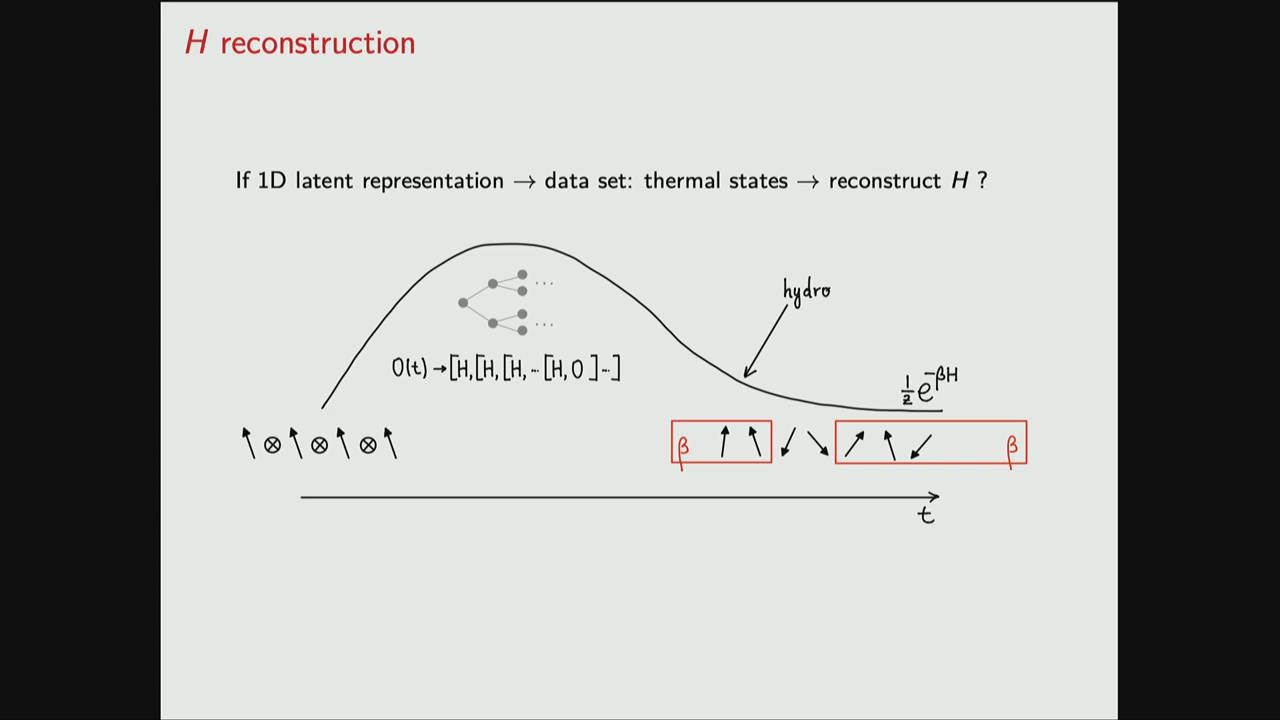 H reconstruction
If 1D latent representation → data set: thermal states → reconstruct H ?
hydro
O(t) → [H,[H,[H, -- [H, O ] -- ]
1/2 e^-βH
β β
t